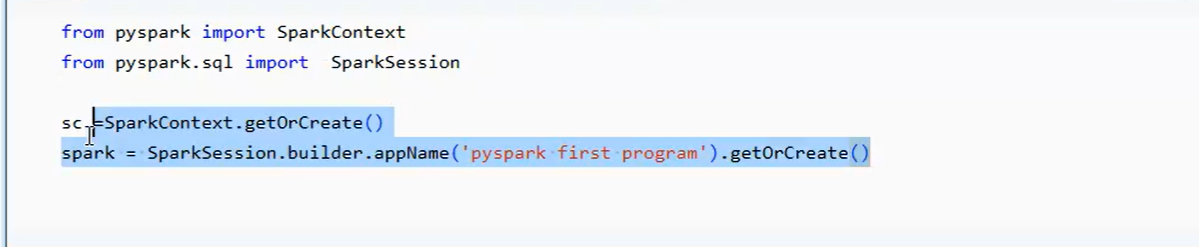 from pyspark import SparkContext
from pyspark.sql import  SparkSession
sc =SparkContext.getOrCreate()
spark = SparkSession.builder.appName('pyspark first program').getOrCreate()